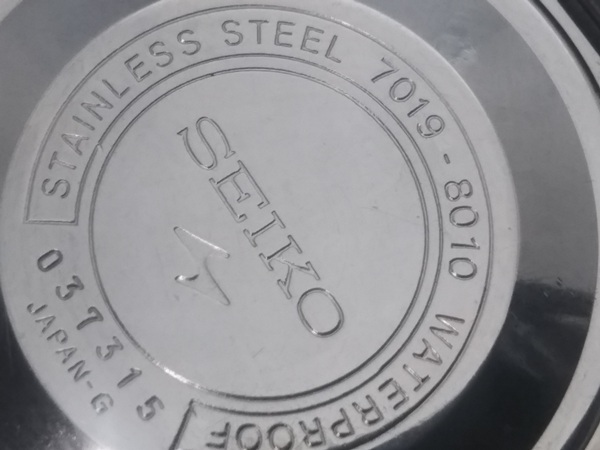 STAINLESS STEEL 7019-8010 WATERPROOF
SEIKO
037315
JAPAN-G